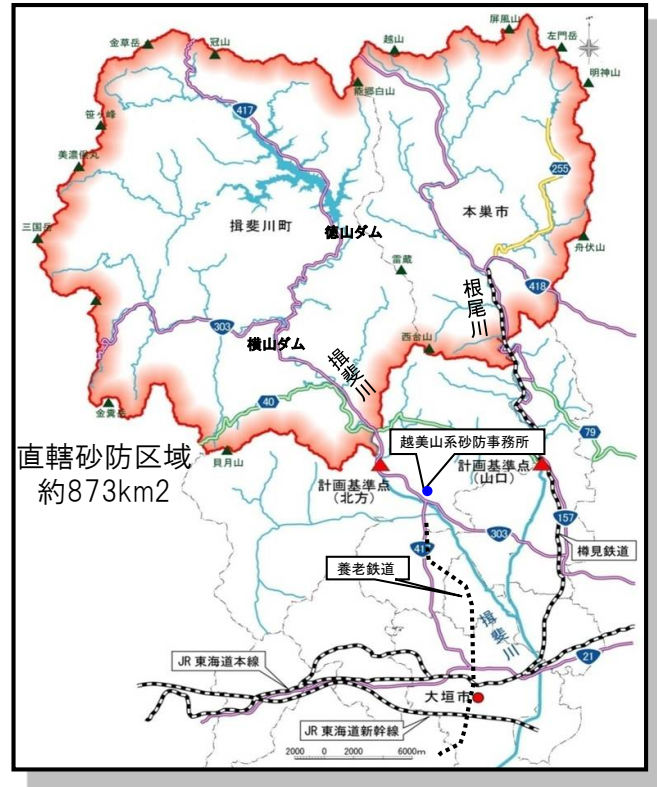 屏風山
越山
左門岳
金草岳
冠山
能郷白山
明神山
417
笹ヶ峰
255
美濃俣丸
本巣市
揖斐川町
徳山ダム
三国岳
舟伏山
雷蔵
418
根尾川
303
横山ダム
西台山
揖斐川
40
金糞岳
79
越美山系砂防事務所
直轄砂防区域
約873km2
貝月山
計画基準点
(北方)
計画基準点
(山口)
157
303
417
樽見鉄道
養老鉄道
揖斐川
21
JR東海道本線
大垣市
JR東海道新幹線
2000 0 2000 6000m